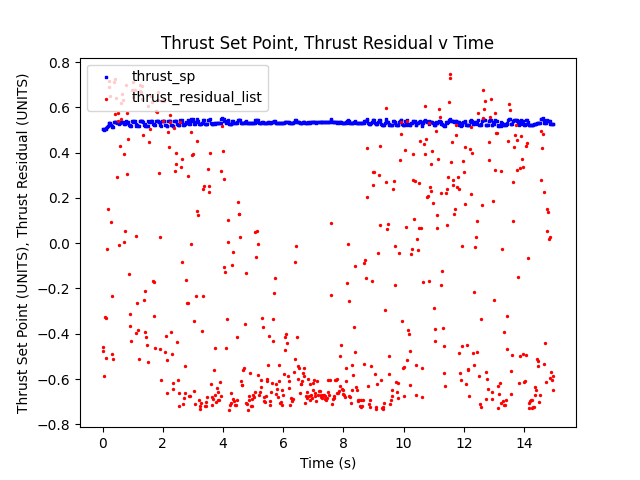 Thrust Set Point, Thrust Residual v Time
Thrust Set Point (UNITS), Thrust Residual (UNITS)
0.8
0.6
0.4
0.2
0.0
−0.2
−0.4
−0.6
−0.8
thrust_sp
thrust_residual_list
0 2 4 6 8 10 12 14
Time (s)